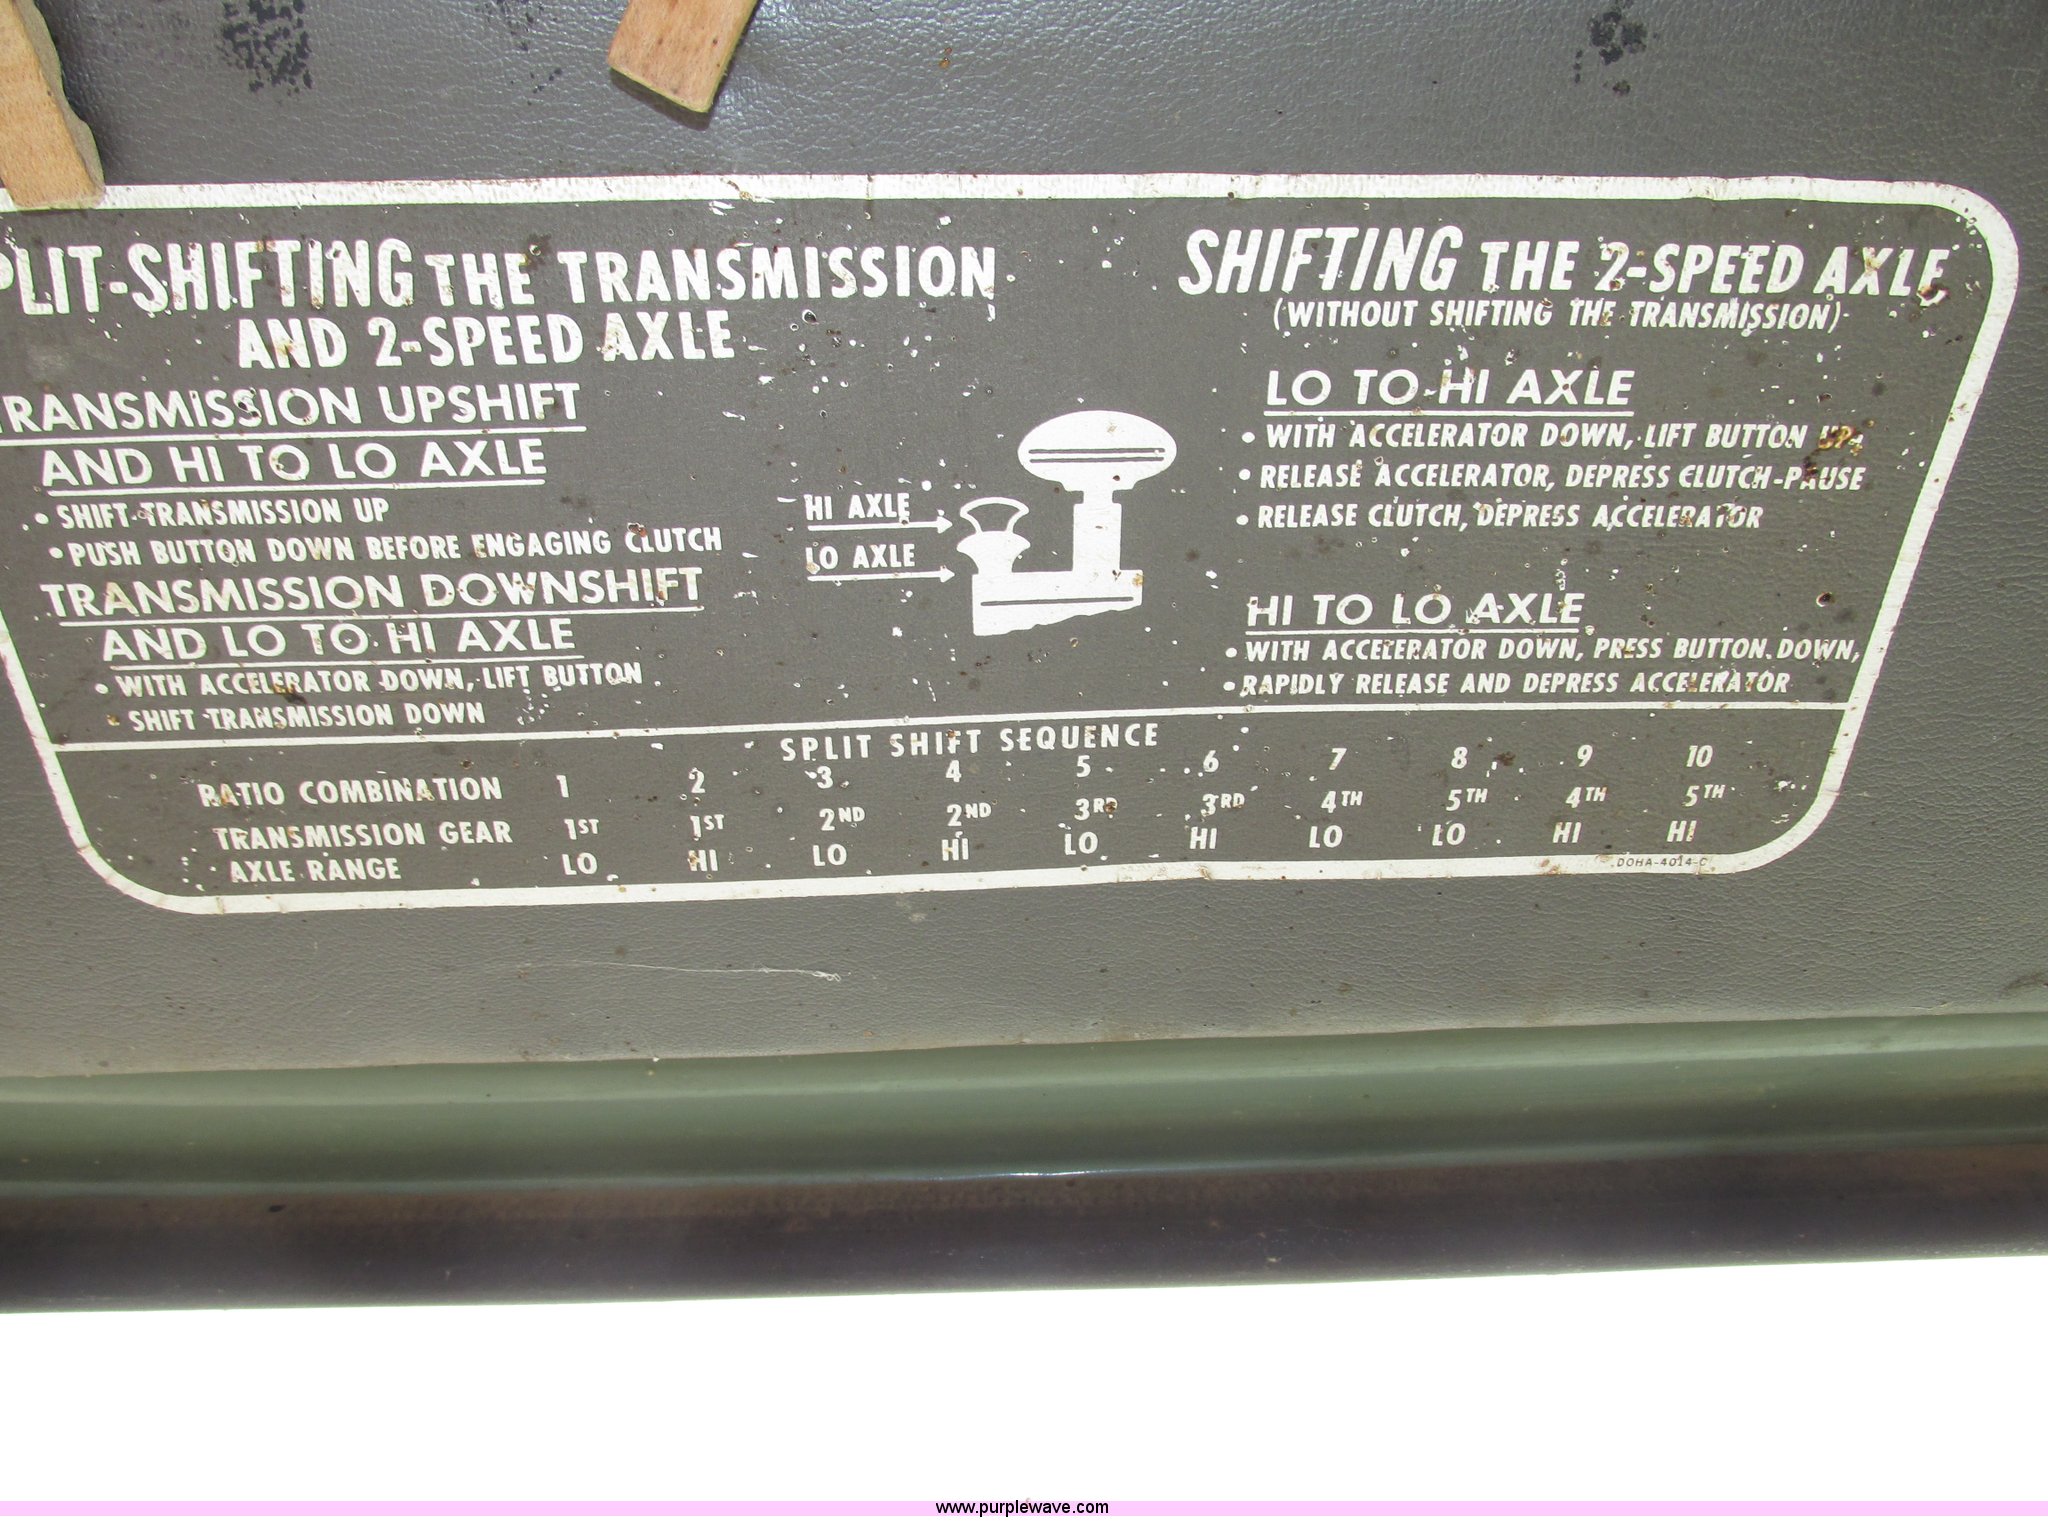 PLIT-SHIFTING THE TRANSMISSION
AND 2-SPEED AXLE
TRANSMISSION UPSHIFT
AND HI TO LO AXLE
• SHIFT TRANSMISSION UP
• PUSH BUTTON DOWN BEFORE ENGAGING CLUTCH
TRANSMISSION DOWNSHIFT
AND LO TO HI AXLE
• WITH ACCELERATOR DOWN, LIFT BUTTON
• SHIFT TRANSMISSION DOWN
HI AXLE
LO AXLE
SHIFTING THE 2-SPEED AXLE
(WITHOUT SHIFTING THE TRANSMISSION)
LO TO HI AXLE
• WITH ACCELERATOR DOWN, LIFT BUTTON UP,
• RELEASE ACCELERATOR, DEPRESS CLUTCH-PAUSE
• RELEASE CLUTCH, DEPRESS ACCELERATOR
HI TO LO AXLE
• WITH ACCELERATOR DOWN, PRESS BUTTON DOWN,
• RAPIDLY RELEASE AND DEPRESS ACCELERATOR
SPLIT SHIFT SEQUENCE
RATIO COMBINATION 1 2 3 4 5 6 7 8 9 10
TRANSMISSION GEAR 1ST 1ST 2ND 2ND 3RD 3RD 4TH 5TH 4TH 5TH
AXLE RANGE LO HI LO HI LO HI LO LO HI HI
DOHA-4014-C
www.purplewave.com